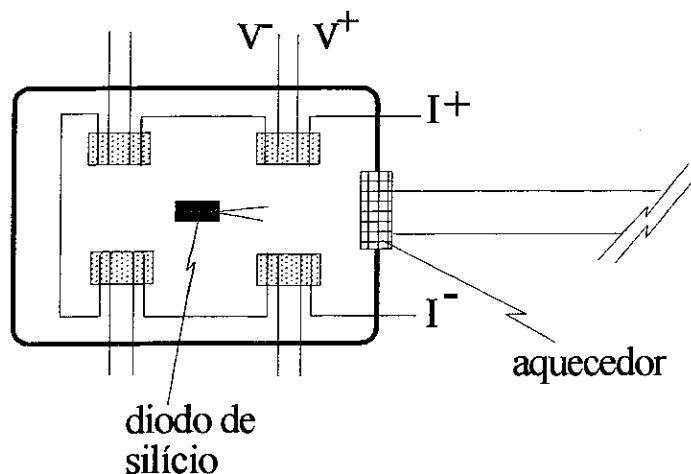 V⁻ V⁺
I+
I⁻
aquecedor
diodo de
silício